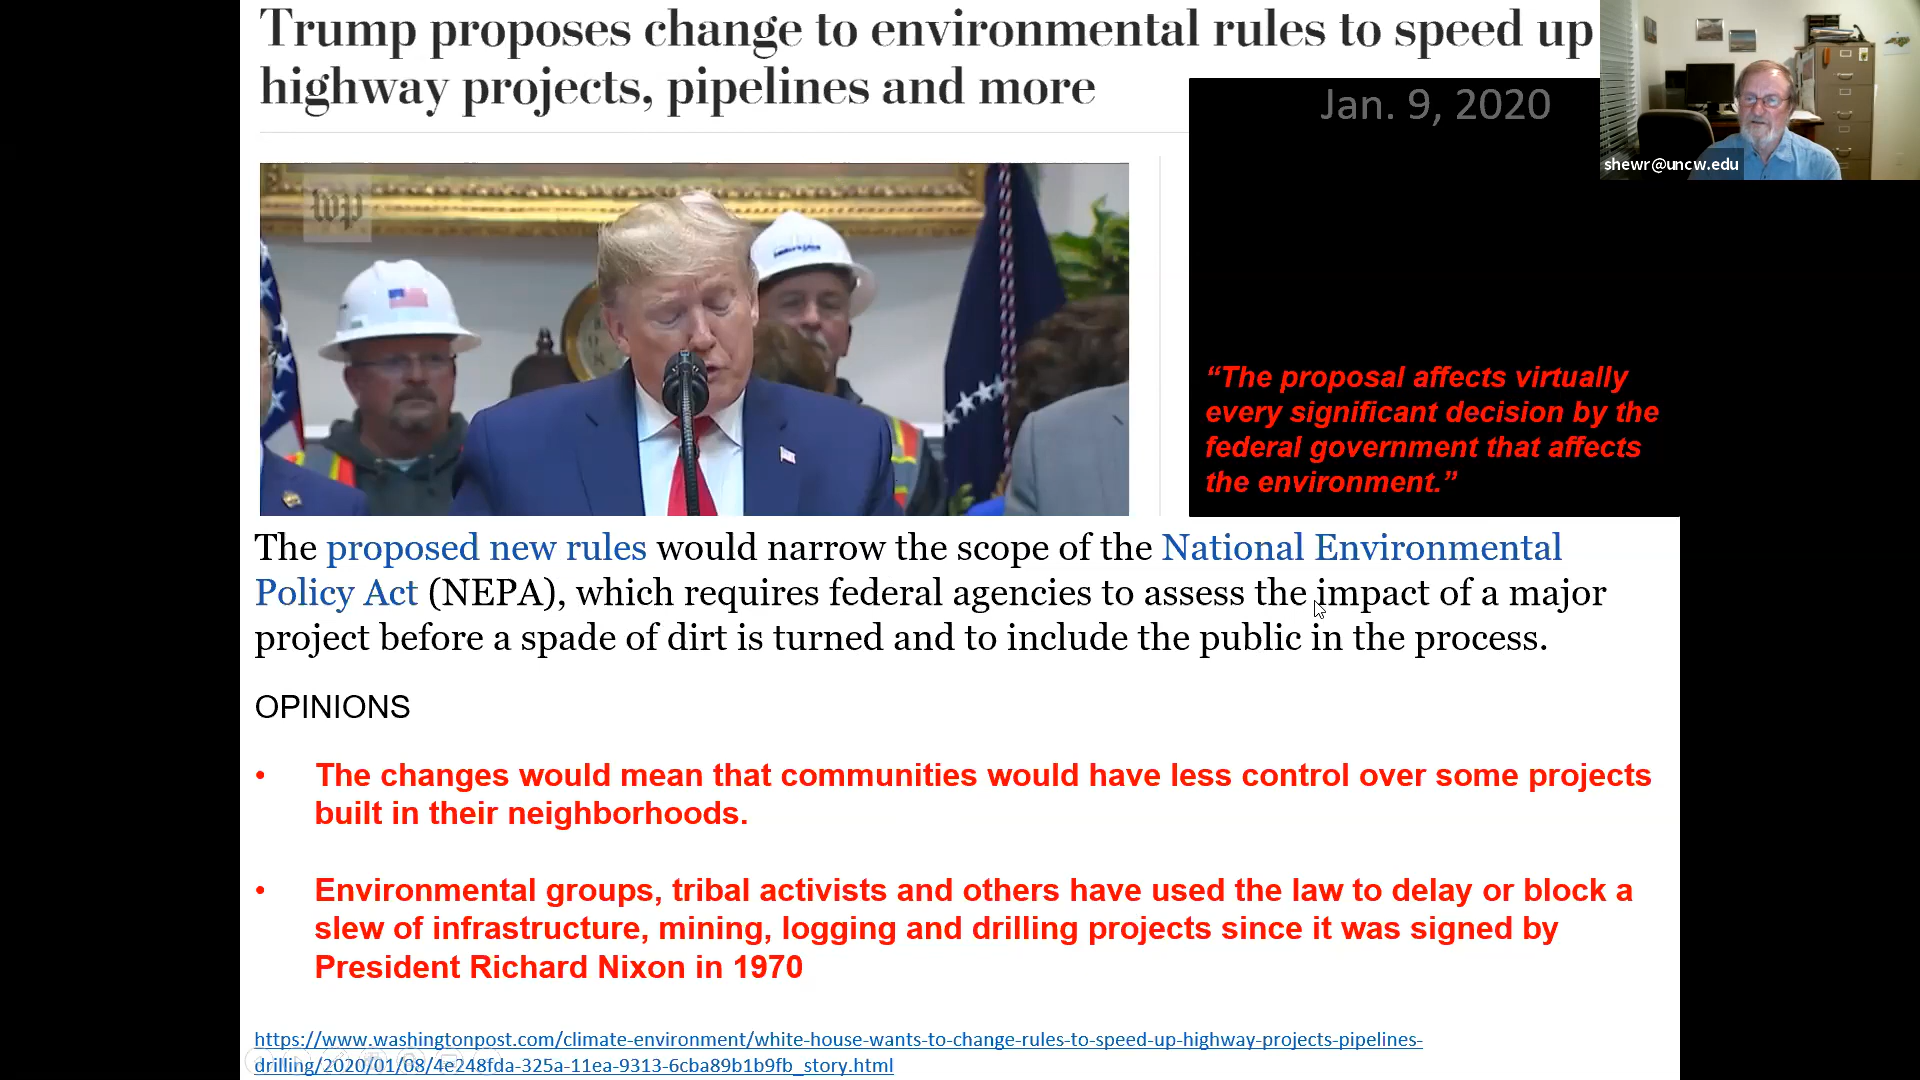 Trump proposes change to environmental rules to speed up
highway projects, pipelines and more
Jan. 9, 2020
shewr@uncw.edu
wp
“The proposal affects virtually
every significant decision by the
federal government that affects
the environment.”
The proposed new rules would narrow the scope of the National Environmental
Policy Act (NEPA), which requires federal agencies to assess the impact of a major
project before a spade of dirt is turned and to include the public in the process.
OPINIONS
• The changes would mean that communities would have less control over some projects
built in their neighborhoods.
• Environmental groups, tribal activists and others have used the law to delay or block a
slew of infrastructure, mining, logging and drilling projects since it was signed by
President Richard Nixon in 1970
https://www.washingtonpost.com/climate-environment/white-house-wants-to-change-rules-to-speed-up-highway-projects-pipelines-
drilling/2020/01/08/4e248fda-325a-11ea-9313-6cba89b1b9fb_story.html